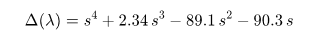 Δ(λ) = s⁴ + 2.34 s³ − 89.1 s² − 90.3 s